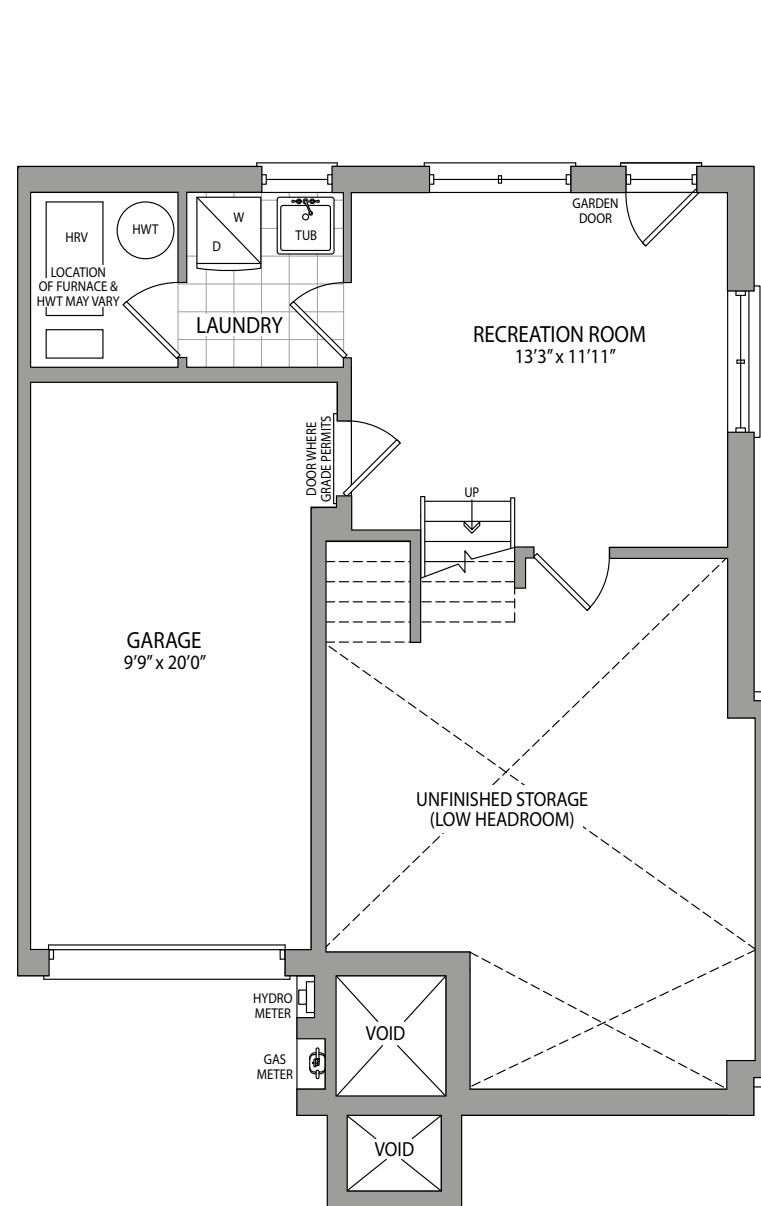 HRV
HWT
LOCATION
OF FURNACE &
HWT MAY VARY
W
D
TUB
LAUNDRY
GARDEN
DOOR
RECREATION ROOM
13'3" x 11'11"
DOOR WHERE
GRADE PERMITS
UP
GARAGE
9'9" x 20'0"
UNFINISHED STORAGE
(LOW HEADROOM)
HYDRO
METER
GAS
METER
VOID
VOID